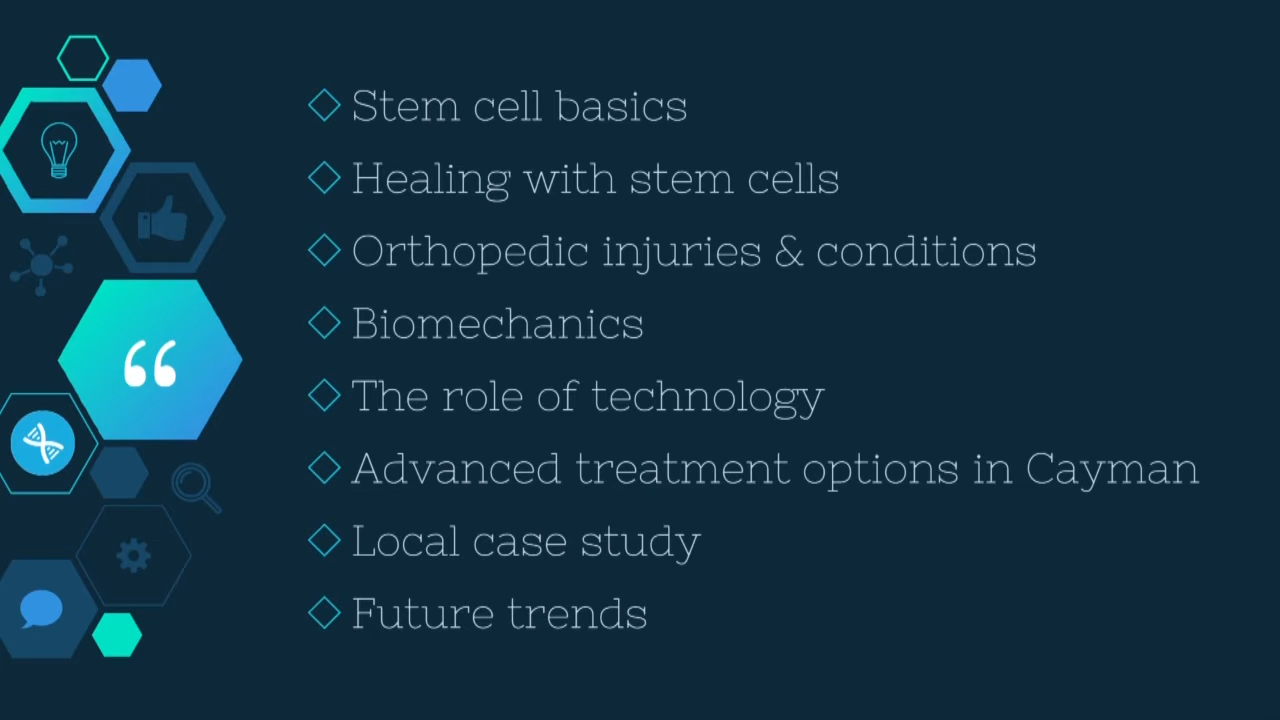 Stem cell basics
Healing with stem cells
Orthopedic injuries & conditions
Biomechanics
The role of technology
Advanced treatment options in Cayman
Local case study
Future trends
“